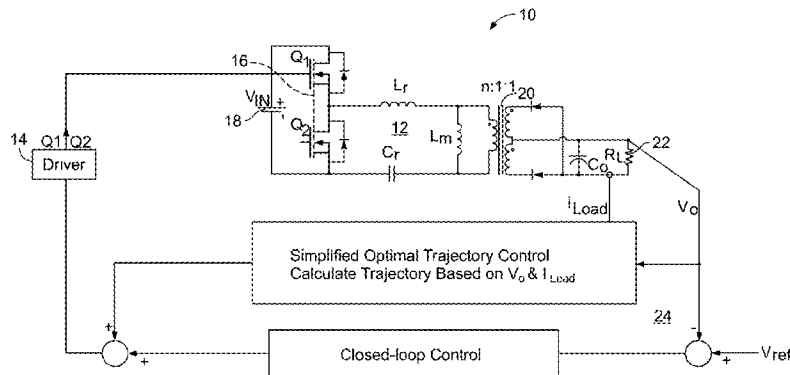 10
Q1
16
Lr
n:1:1
20
VIN
+
18
12
Lm
14
Q1 Q2
Q2
Driver
Cr
Co
RL
22
iLoad
Vo
Simplified Optimal Trajectory Control
Calculate Trajectory Based on Vo & ILoad
+
24
-
+
Closed-loop Control
+
Vref